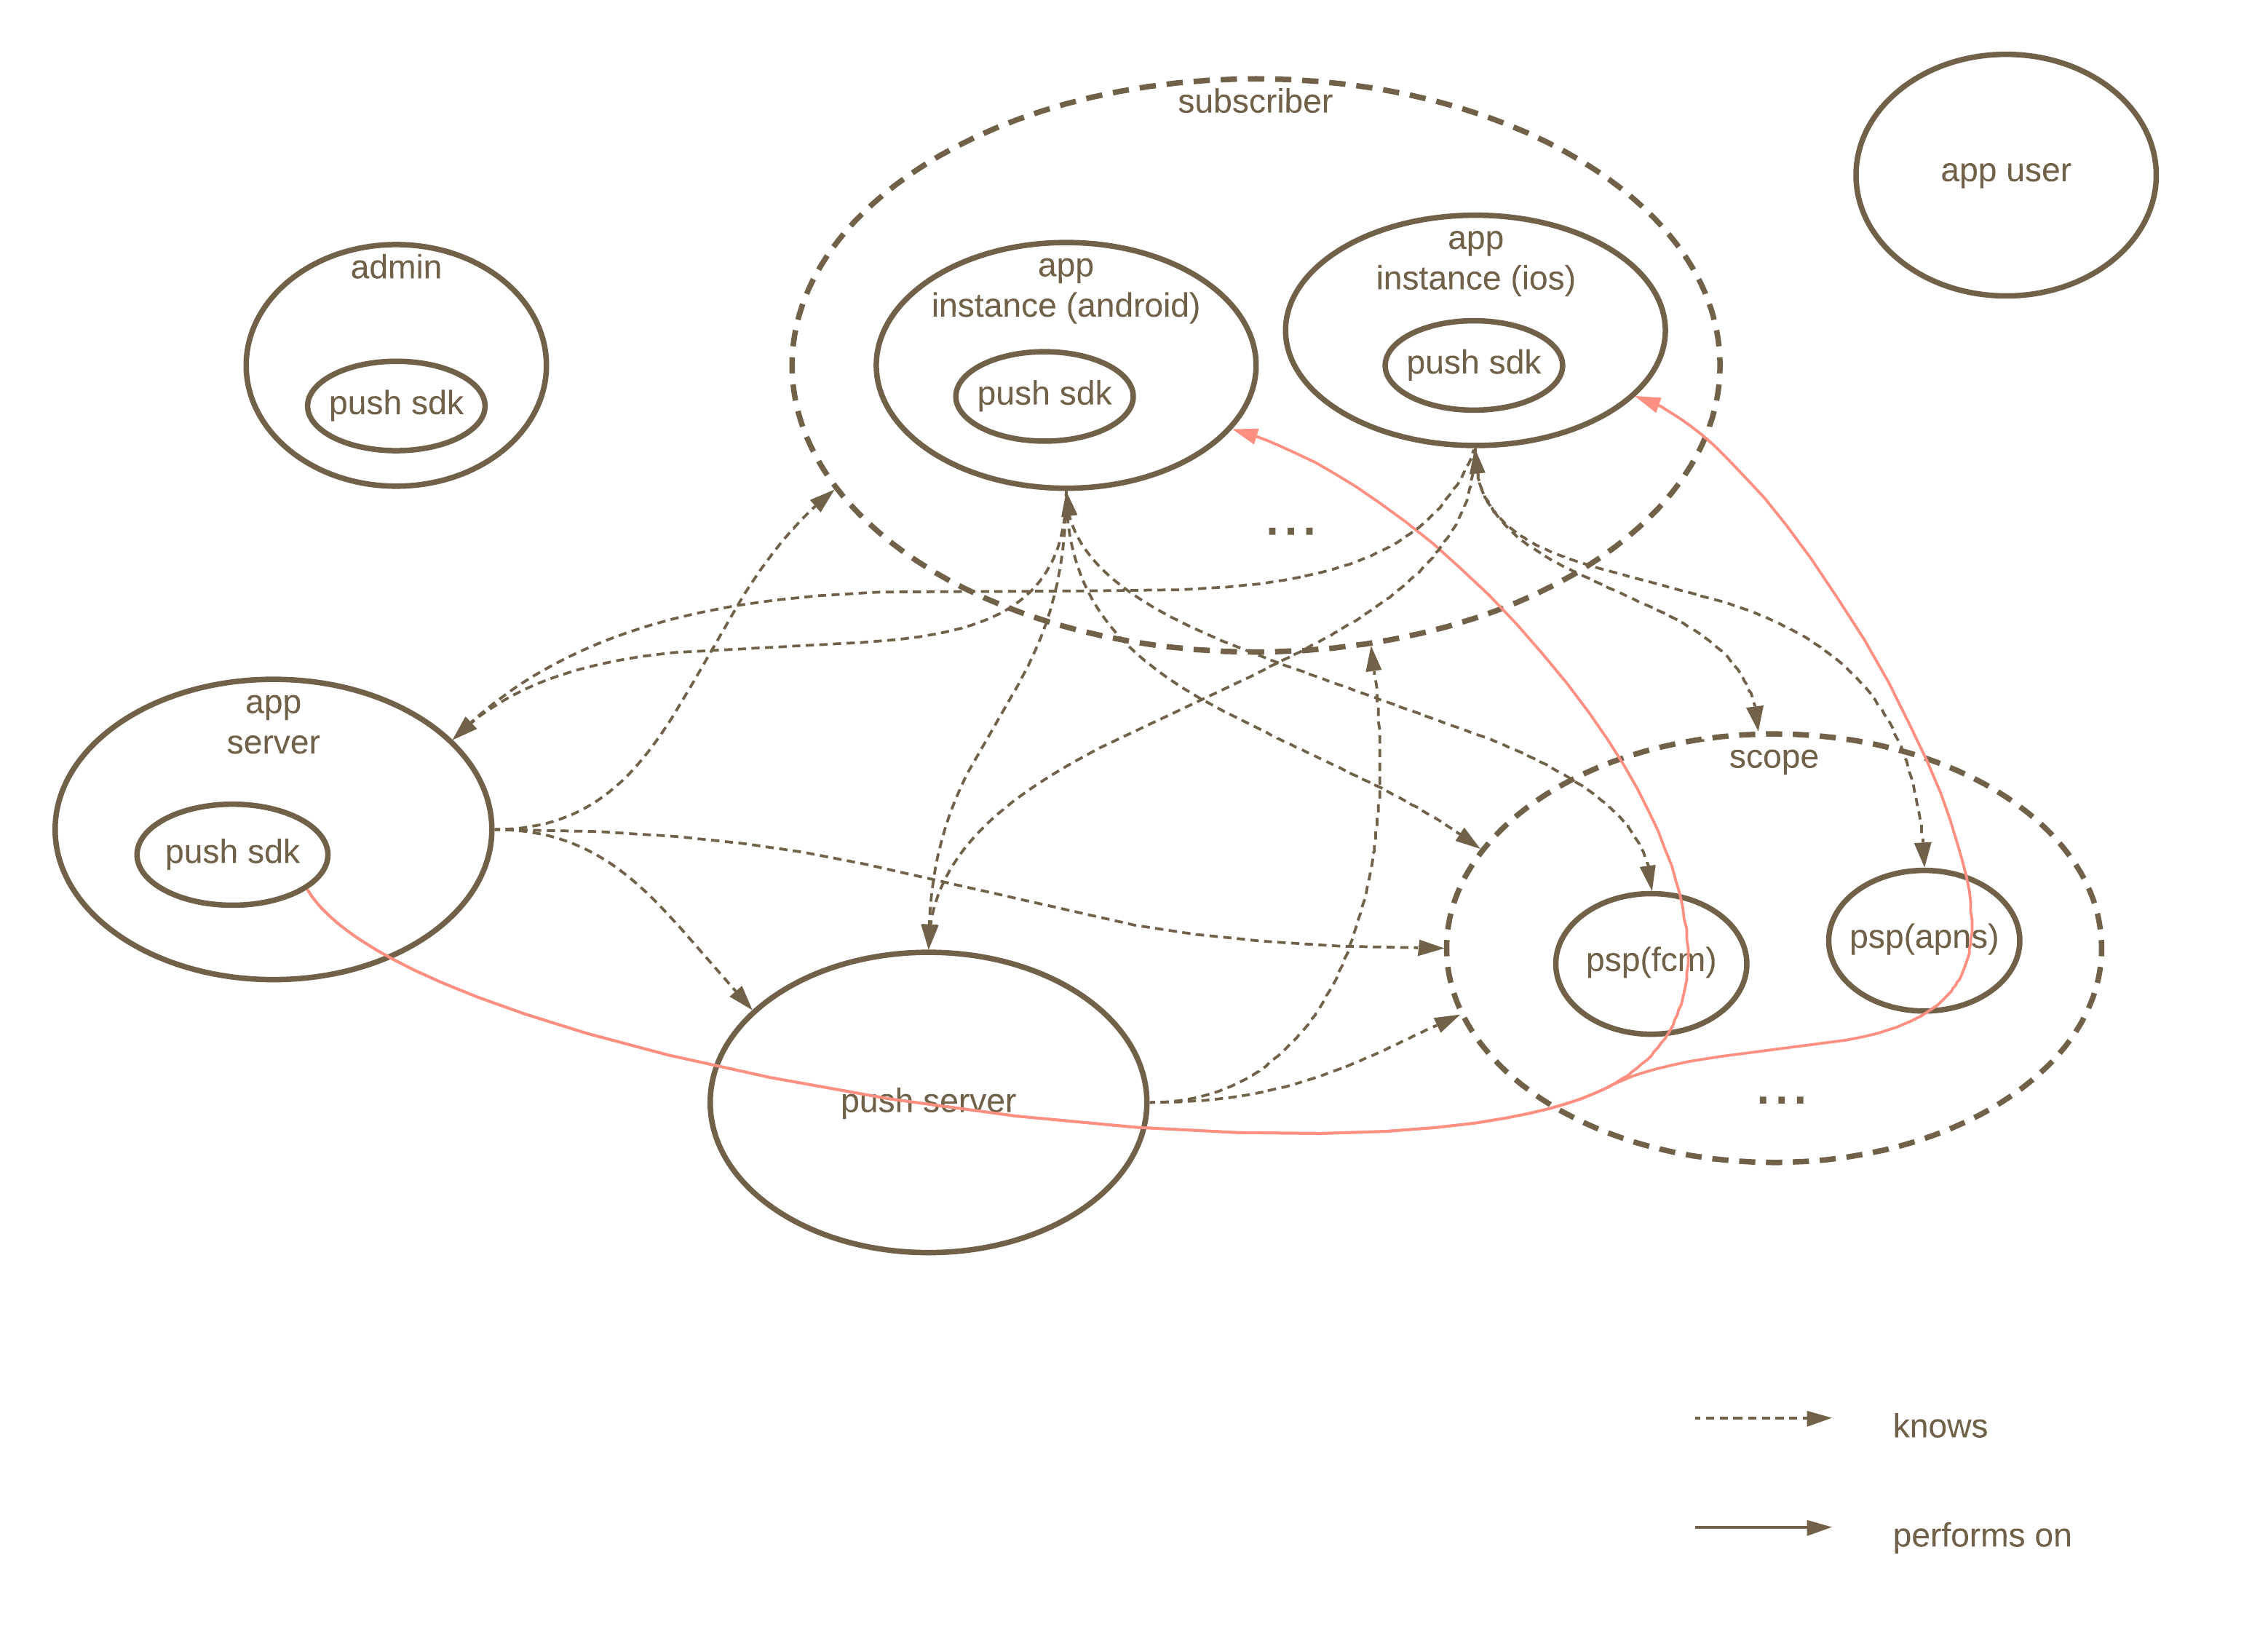 subscriber
app user
app
instance (ios)
push sdk
app
instance (android)
push sdk
admin
push sdk
...
app
server
push sdk
scope
psp(fcm)
psp(apns)
...
push server
knows
performs on